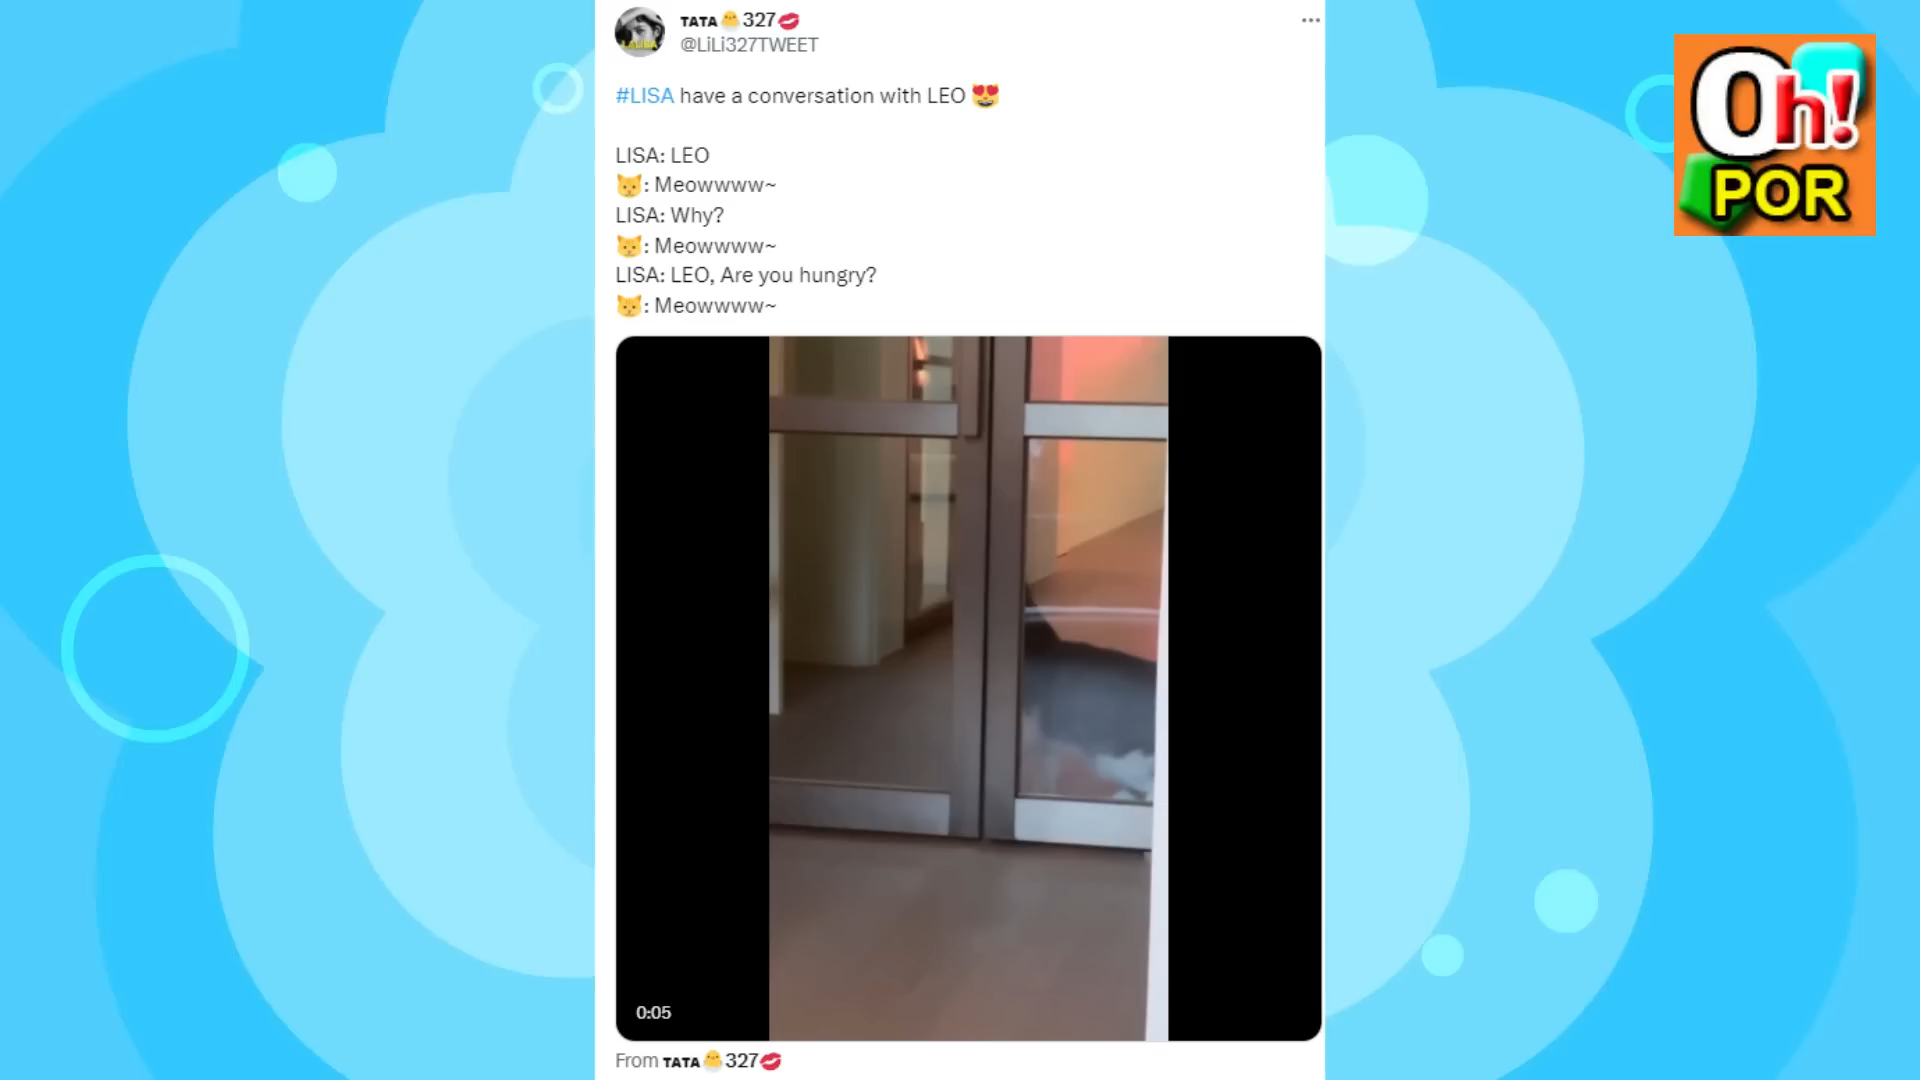 TATA🐣327💋
@LiLi327TWEET
#LISA have a conversation with LEO 😻
LISA: LEO
🐱: Meowwww~
LISA: Why?
🐱: Meowwww~
LISA: LEO, Are you hungry?
🐱: Meowwww~
0:05
From TATA🐣327💋
Oh!
POR
LALISA